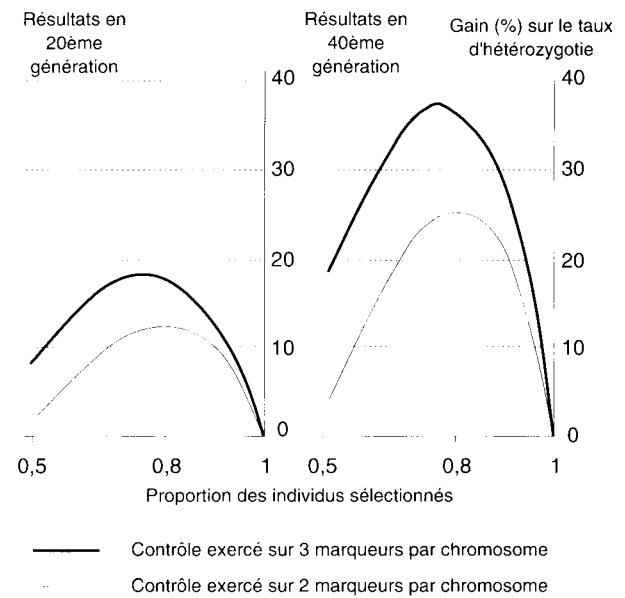 Résultats en
20ème
génération
Résultats en
40ème
génération
Gain (%) sur le taux
d'hétérozygotie
40
30
20
10
0
40
30
20
10
0
0,5
0,8
1
0,5
0,8
1
Proportion des individus sélectionnés
Contrôle exercé sur 3 marqueurs par chromosome
Contrôle exercé sur 2 marqueurs par chromosome